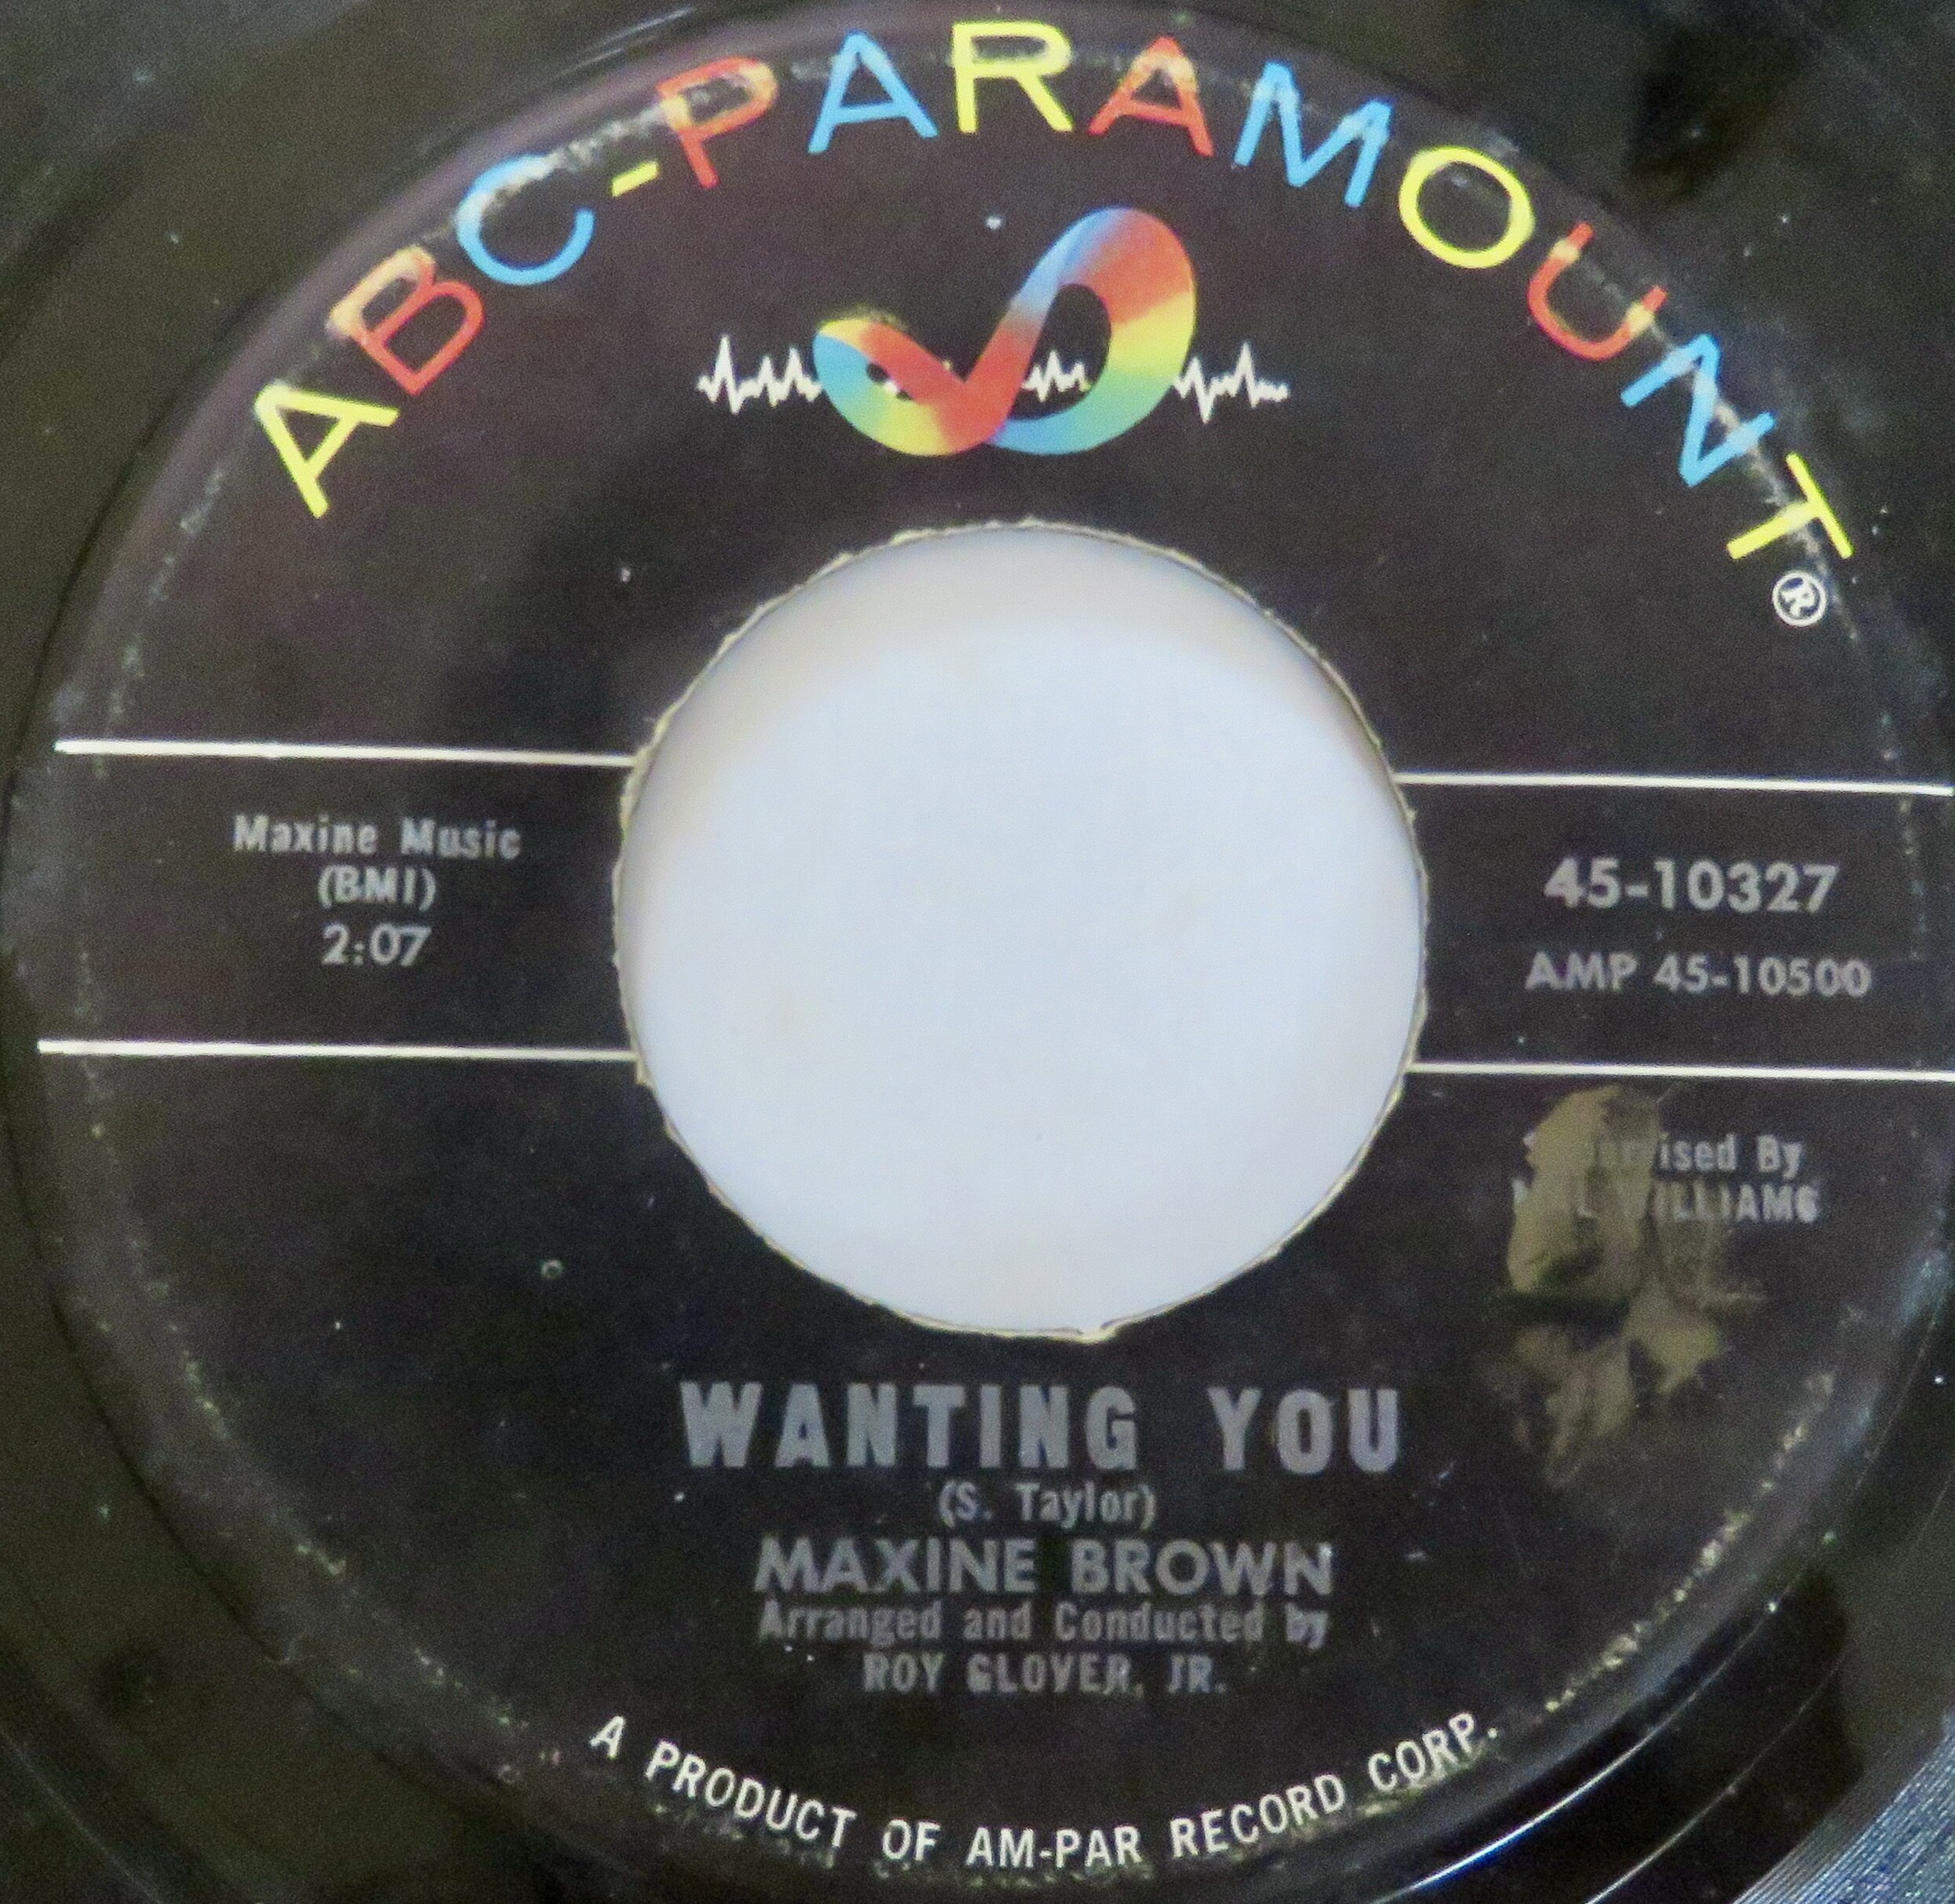 ABC-PARAMOUNT®
Maxine Music
(BMI)
2:07
45-10327
AMP 45-10500
By
WANTING YOU
(S. Taylor)
MAXINE BROWN
Arranged and Conducted by
ROY GLOVER, JR.
A PRODUCT OF AM-PAR RECORD CORP.